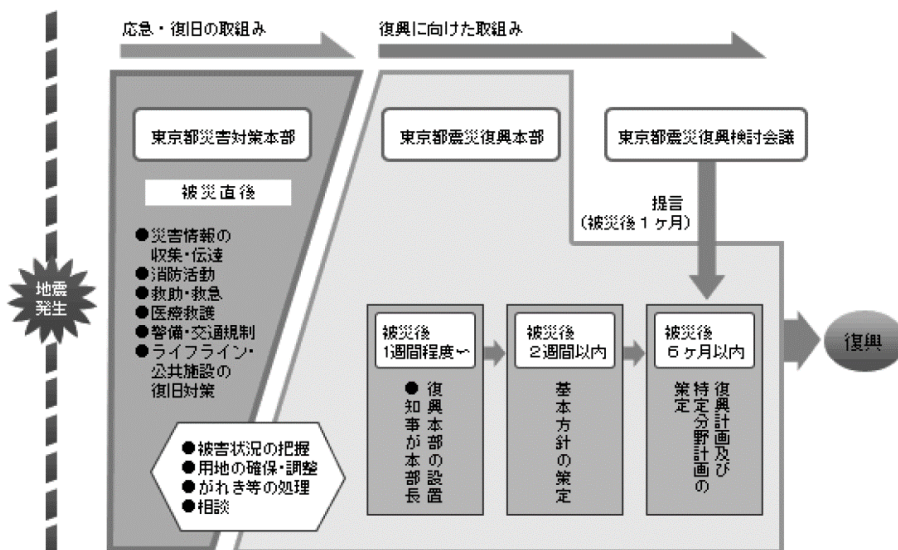 応急・復旧の取組み
復興に向けた取組み
地震
発生
東京都災害対策本部
被災直後
●災害情報の
収集・伝達
●消防活動
●救助・救急
●医療救護
●警備・交通規制
●ライフライン・
公共施設の
復旧対策
●被害状況の把握
●用地の確保・調整
●がれき等の処理
●相談
東京都震災復興本部
東京都震災復興検討会議
提言
(被災後1ヶ月)
被災後
1週間程度～
復興本部の設置
●知事が本部長
被災後
2週間以内
基本方針の策定
被災後
6ヶ月以内
復興計画及び
特定分野計画の
策定
復興